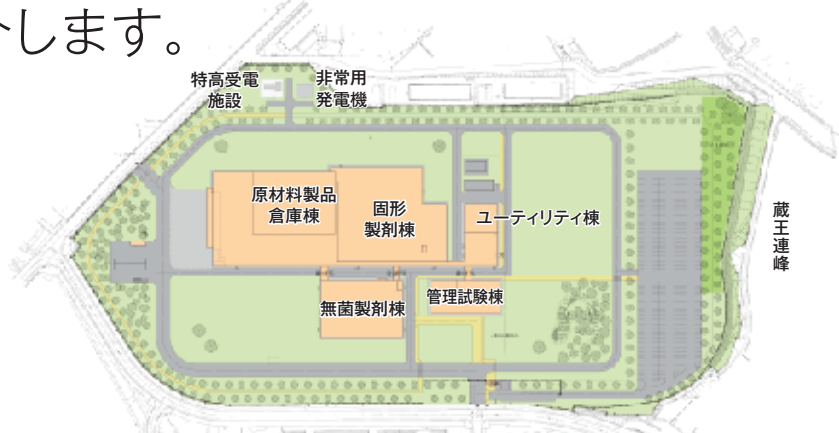 介します。
特高受電
施設
非常用
発電機
原材料製品
倉庫棟
固形
製剤棟
ユーティリティ棟
無菌製剤棟
管理試験棟
蔵王連峰